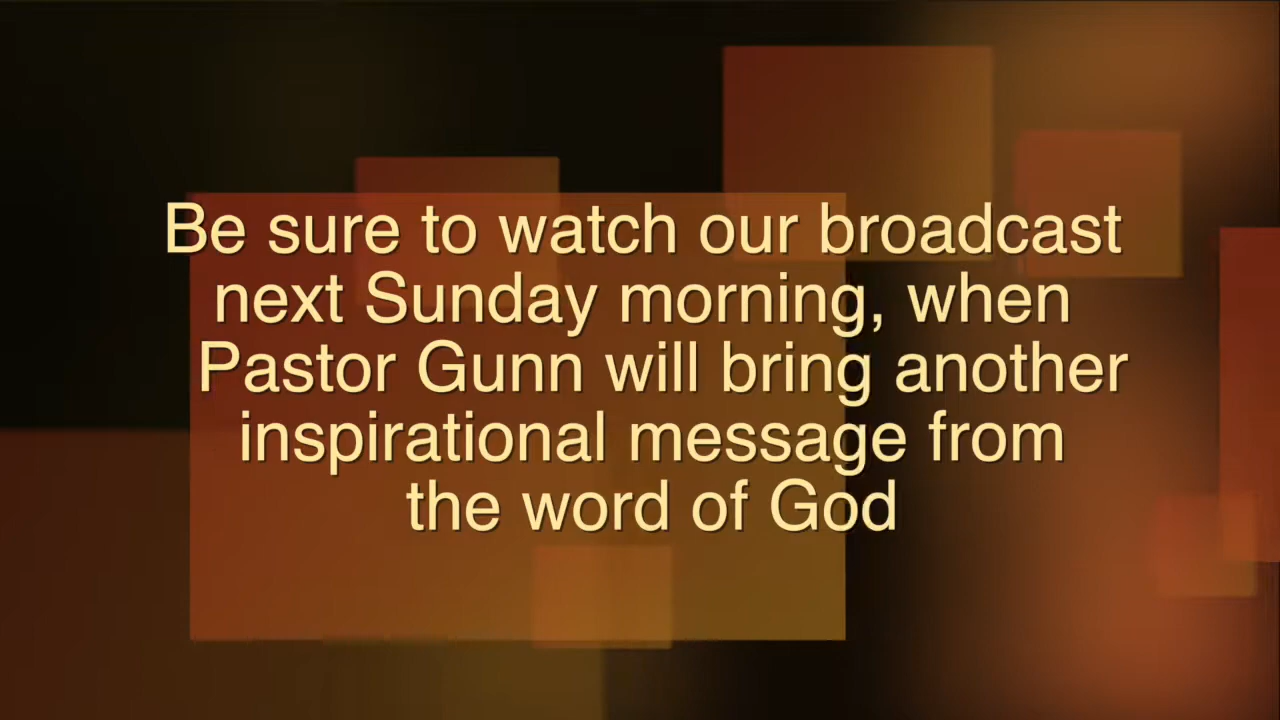 Be sure to watch our broadcast
next Sunday morning, when
Pastor Gunn will bring another
inspirational message from
the word of God